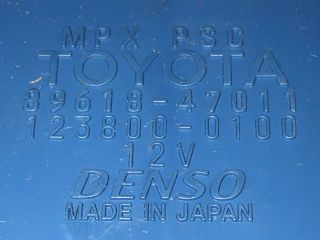 MPX PSC
TOYOTA
89618-47011
123800-0100
12V
DENSO
MADE IN JAPAN